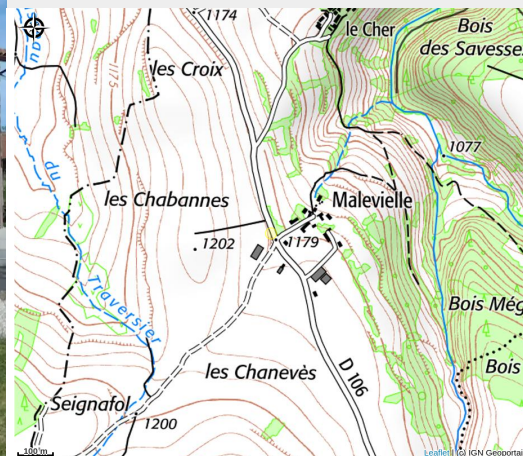 1174
le Cher
Bois
des Savesses
les Croix
1175
au
1077
du
les Chabannes
Malevielle
1202
1179
Traversier
Bois Még
D 106
les Chanevès
Bois
Seignafol
1200
100 m
Leaflet | (c) IGN Geoportail